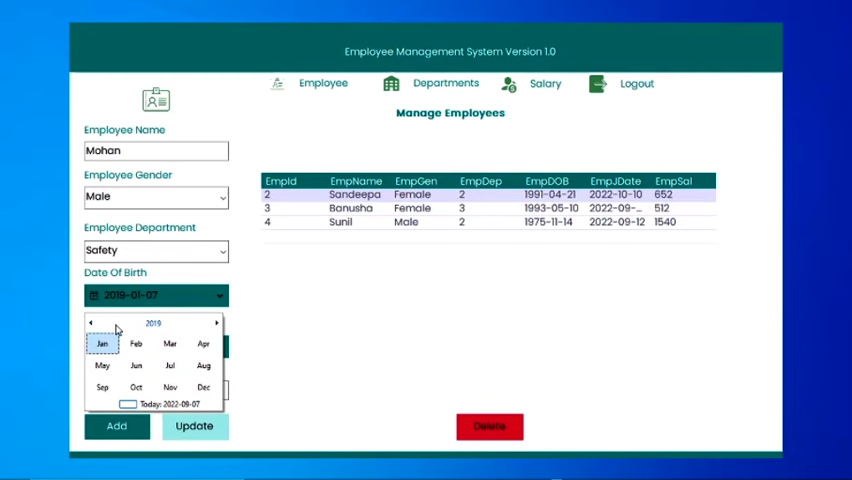 Employee Management System Version 1.0
Employee Departments Salary Logout
Manage Employees
Employee Name
Mohan
Employee Gender
Male
Employee Department
Safety
Date Of Birth
2019-01-07
2019
Jan Feb Mar Apr
May Jun Jul Aug
Sep Oct Nov Dec
Today: 2022-09-07
Add Update
EmpId EmpName EmpGen EmpDep EmpDOB EmpJDate EmpSal
2 Sandeepa Female 2 1991-04-21 2022-10-10 652
3 Banusha Female 3 1993-05-10 2022-09-... 512
4 Sunil Male 2 1975-11-14 2022-09-12 1540
Delete